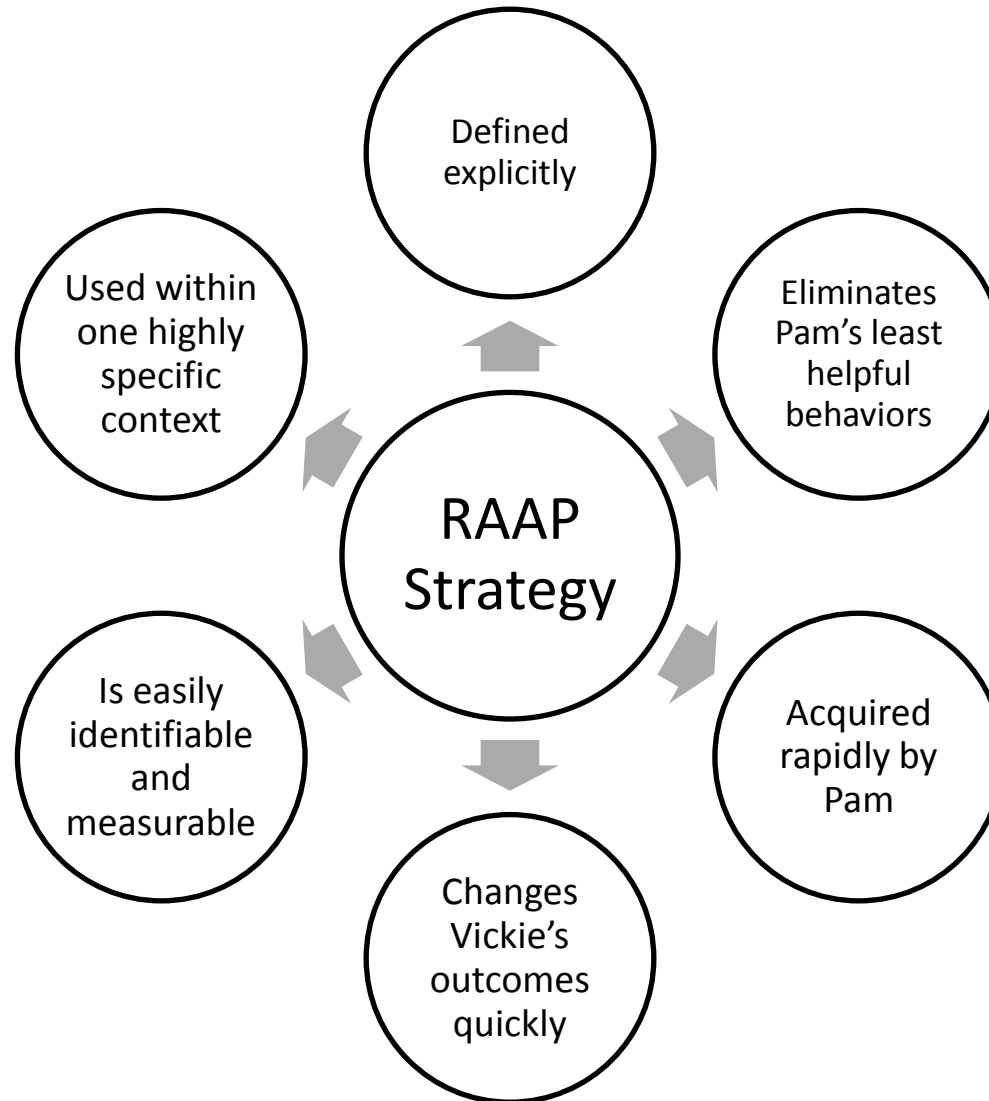 Defined
explicitly
Eliminates
Pam’s least
helpful
behaviors
Acquired
rapidly by
Pam
Changes
Vickie’s
outcomes
quickly
Is easily
identifiable
and
measurable
Used within
one highly
specific
context
RAAP
Strategy